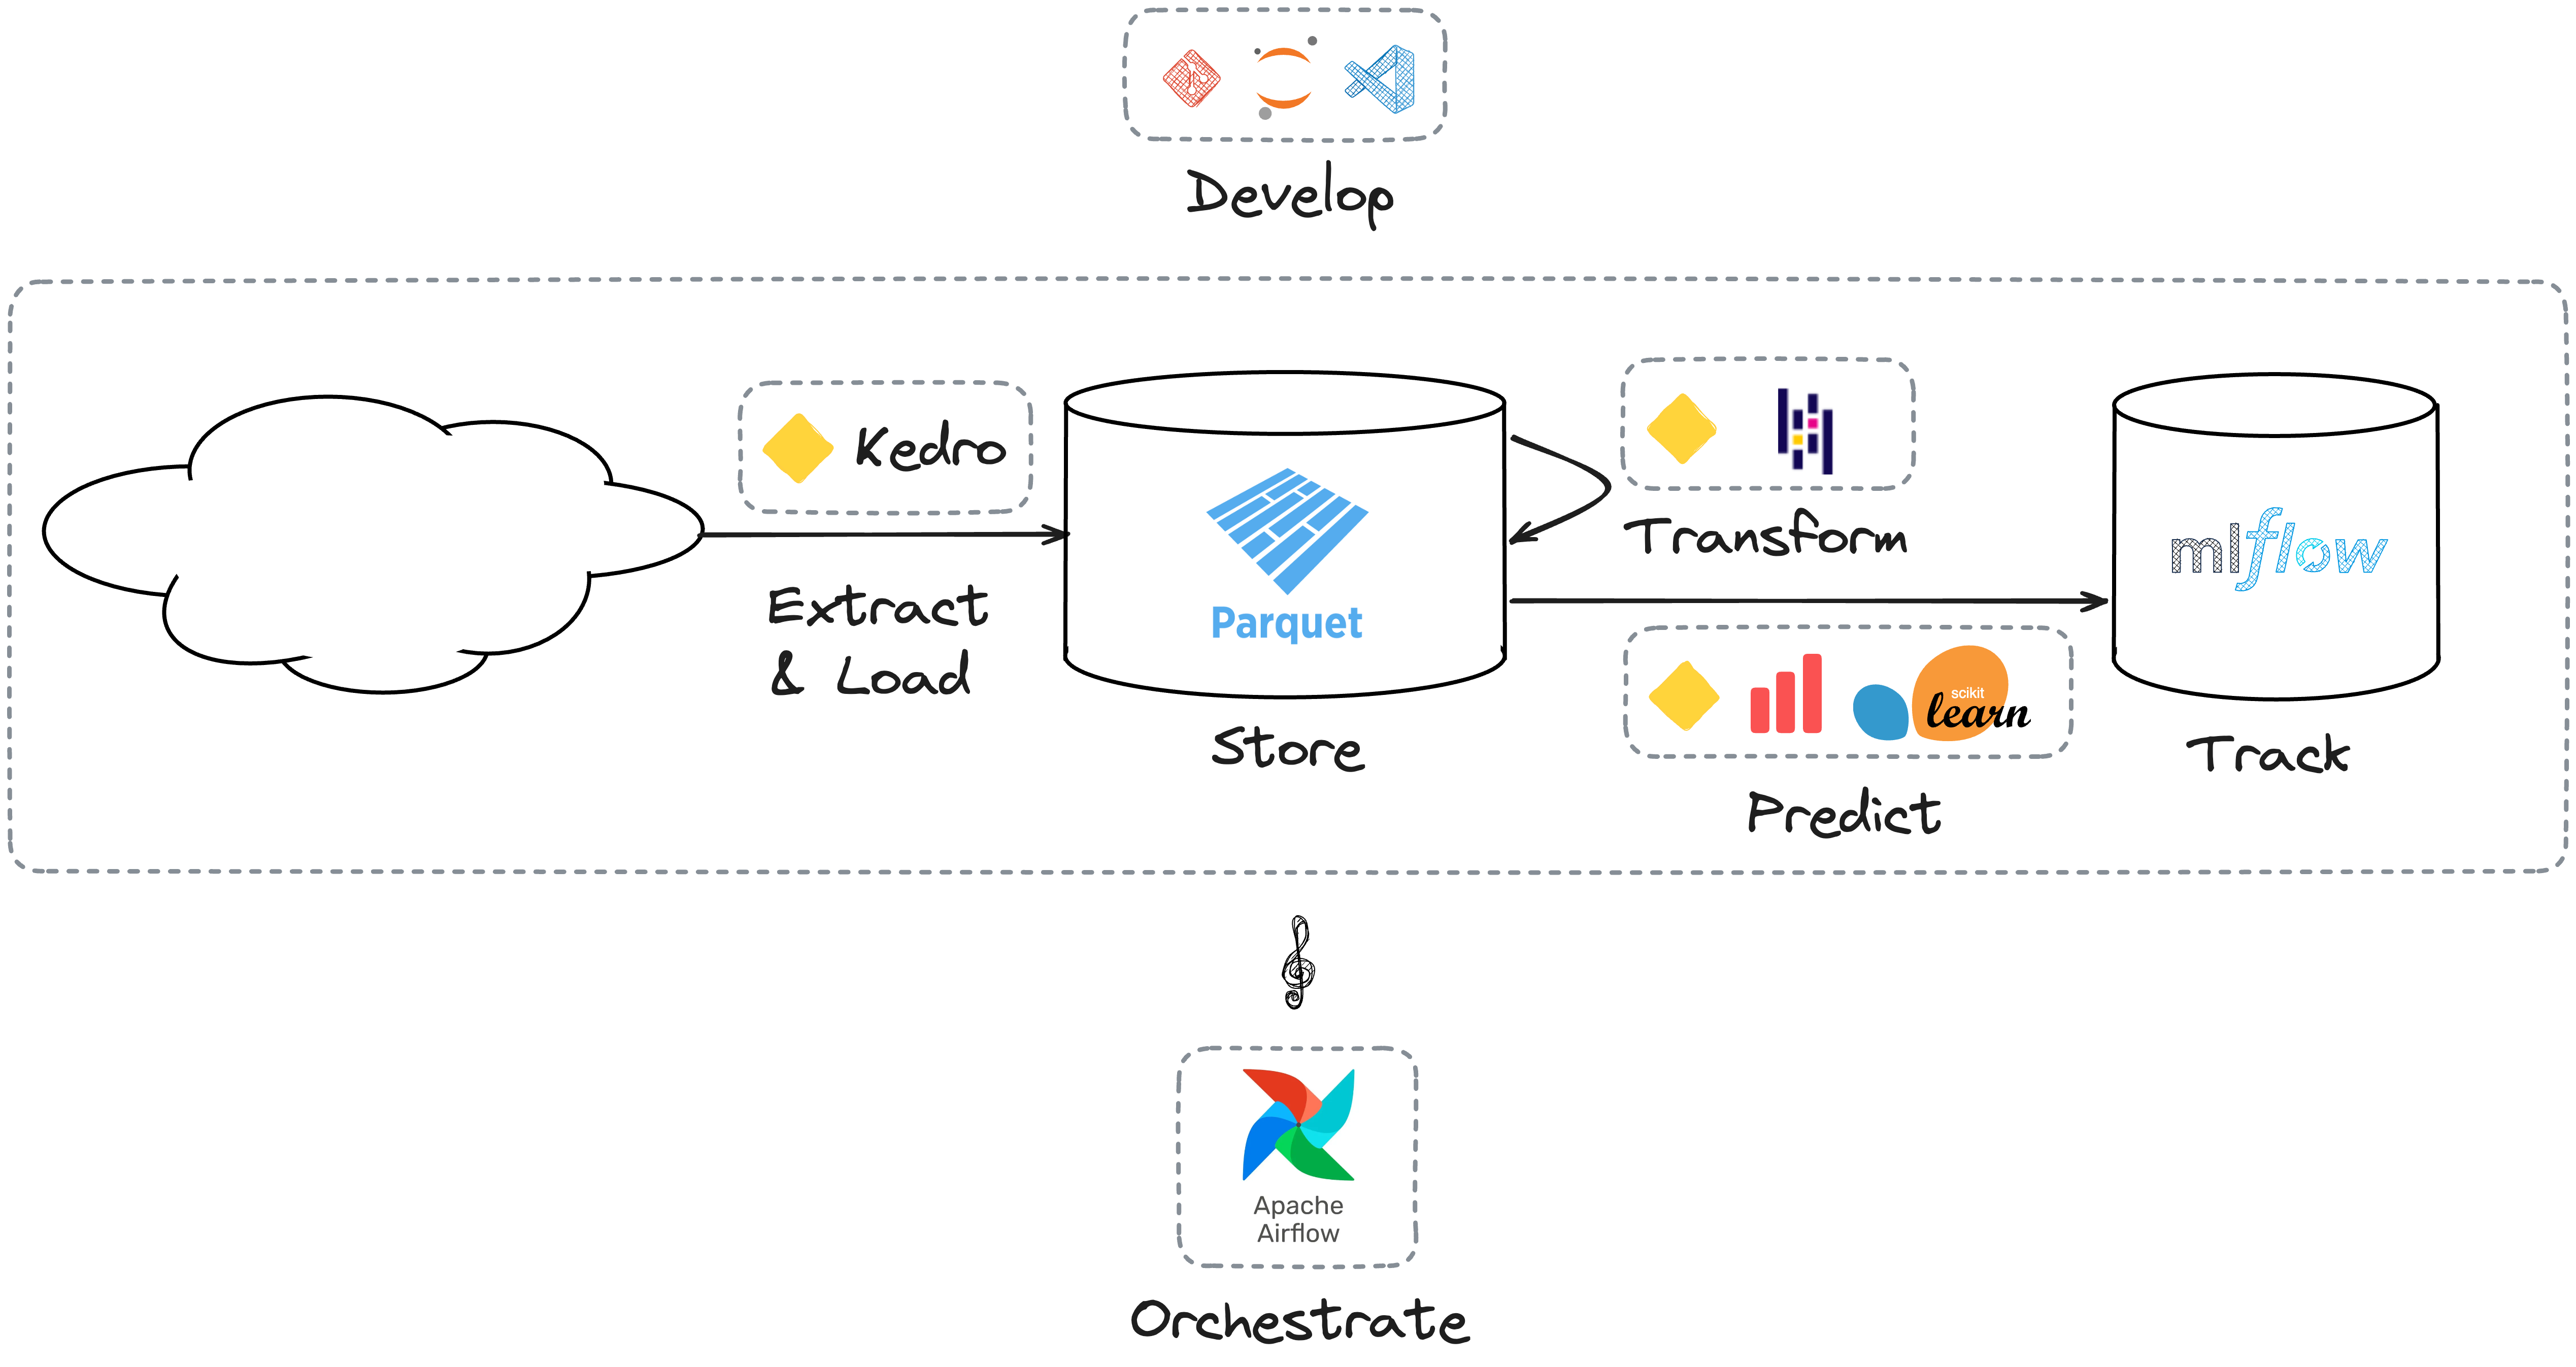 Develop
Kedro
Extract
& Load
Parquet
Store
Transform
scikit
learn
Predict
mlflow
Track
Apache
Airflow
Orchestrate